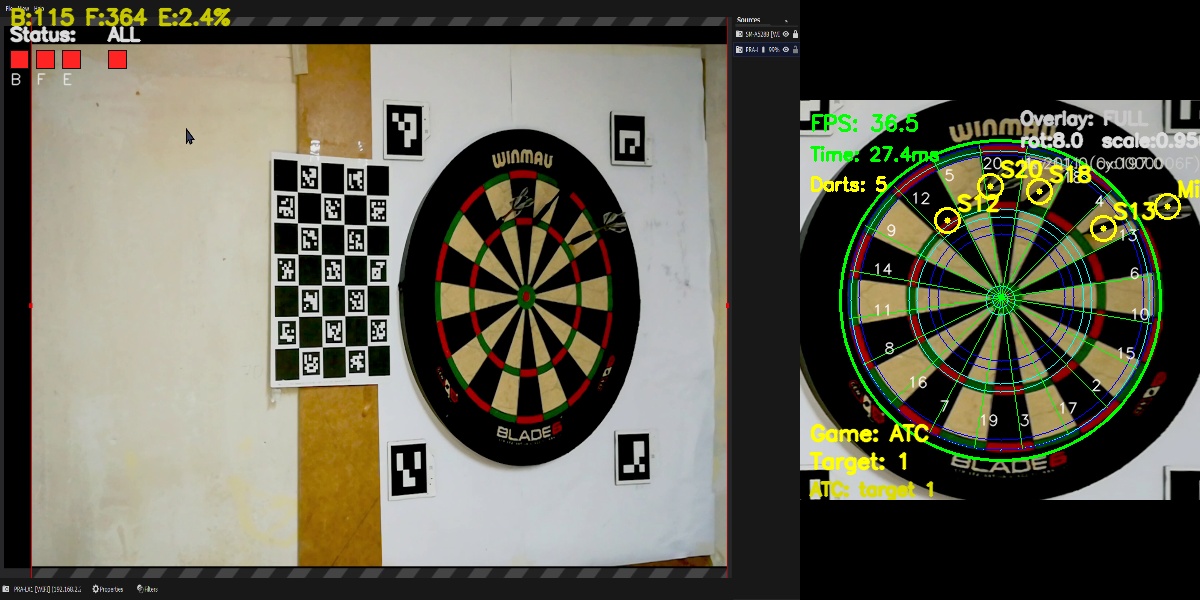 B:115 F:364 E:2.4%
Status: ALL
B F E
Sources
Properties
Filters
WINMAU
BLADE6
WINMAU
FPS: 36.5
Time: 27.4ms
Darts: 5
Overlay: FULL
rot:8.0 scale:0.95
S20
S18
S12
S13
Mi
20
5
12
9
14
11
8
16
7
19
3
17
2
15
10
6
13
4
Game: ATC
Target: 1
ATC: target 1
BLADE6